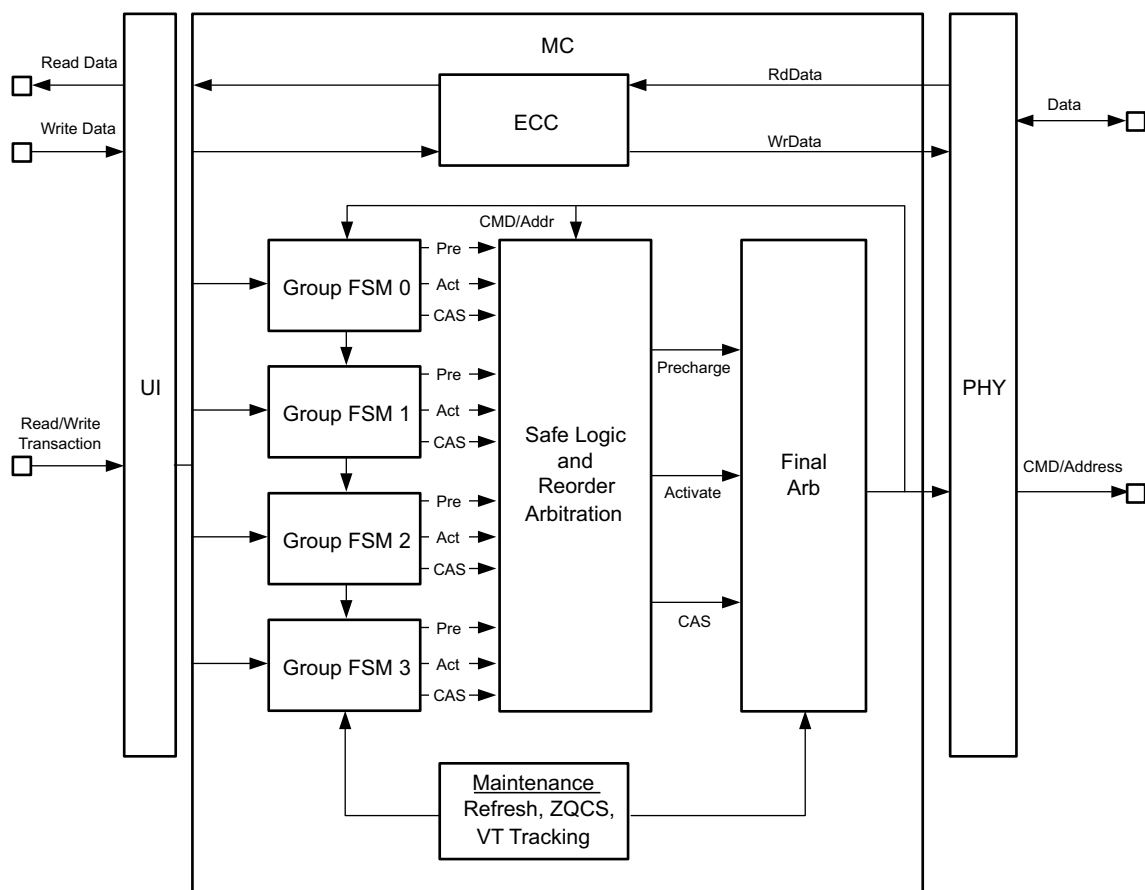 MC
Read Data
RdData
ECC
Data
Write Data
WrData
CMD/Addr
Group FSM 0
Pre
Act
CAS
Group FSM 1
Pre
Act
CAS
Group FSM 2
Pre
Act
CAS
Group FSM 3
Pre
Act
CAS
Safe Logic
and
Reorder
Arbitration
Precharge
Activate
CAS
Final
Arb
UI
PHY
Read/Write
Transaction
CMD/Address
Maintenance
Refresh, ZQCS,
VT Tracking